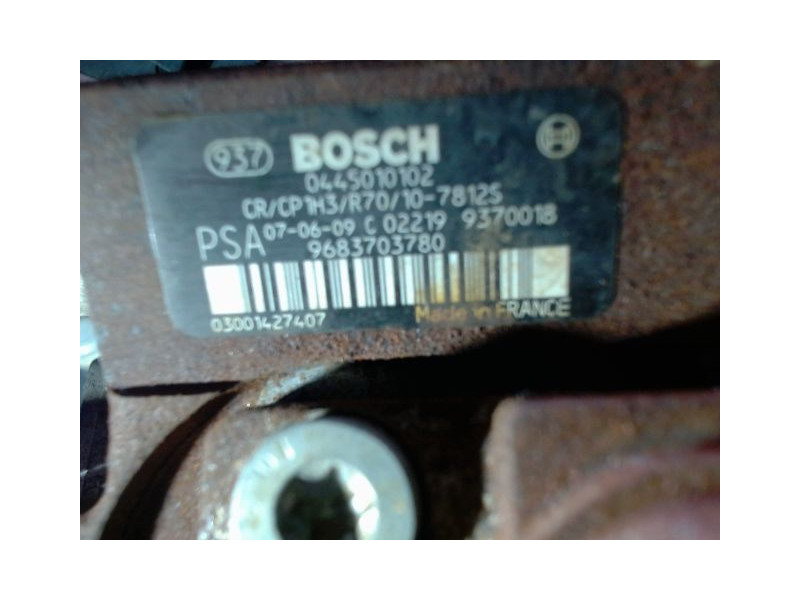 937 BOSCH
0445010102
CR/CP1H3/R70/10-7812S
PSA 07-06-09 C 02219 9370018
9683703780
03001427407 Made in FRANCE